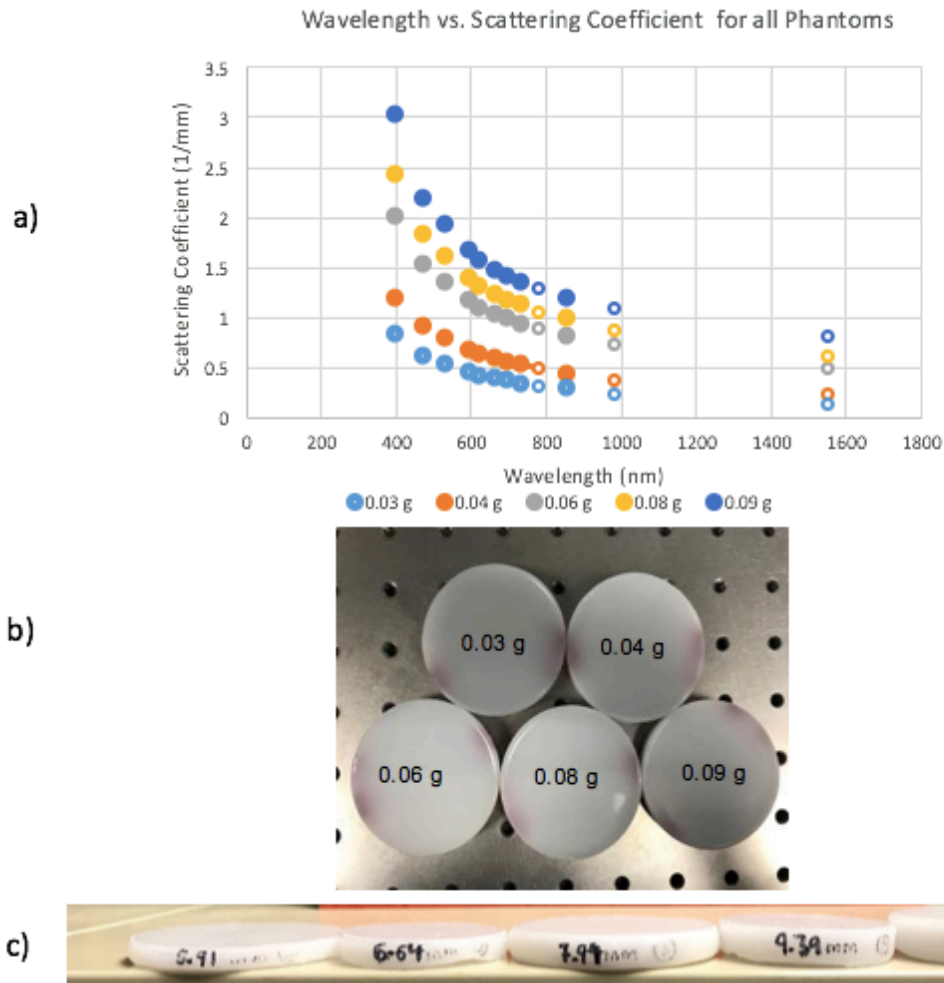 Wavelength vs. Scattering Coefficient for all Phantoms
a)
Scattering Coefficient (1/mm)
3.5
3
2.5
2
1.5
1
0.5
0
0 200 400 600 800 1000 1200 1400 1600 1800
Wavelength (nm)
0.03 g 0.04 g 0.06 g 0.08 g 0.09 g
b)
0.03 g 0.04 g
0.06 g 0.08 g 0.09 g
c)
mm 6.64 mm 7.99 mm 9.39 mm